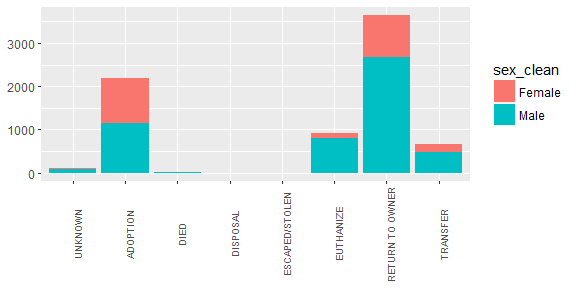 3000
2000
1000
0
UNKNOWN
ADOPTION
DIED
DISPOSAL
ESCAPED/STOLEN
EUTHANIZE
RETURN TO OWNER
TRANSFER
sex_clean
Female
Male